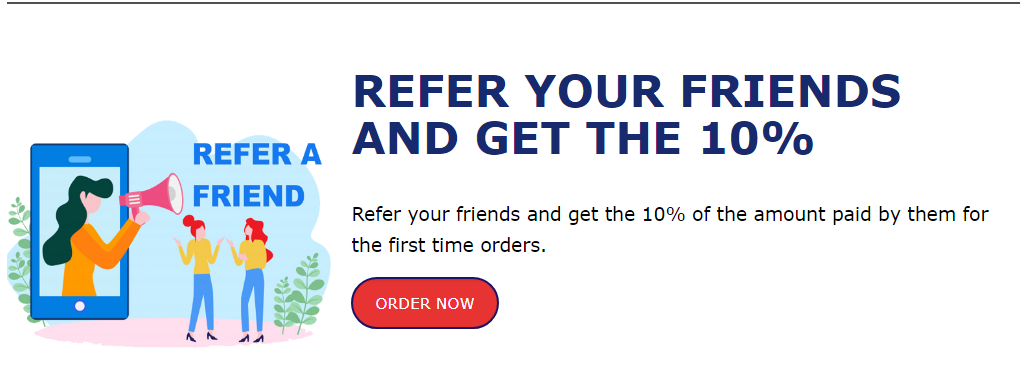 REFER A
FRIEND
REFER YOUR FRIENDS
AND GET THE 10%
Refer your friends and get the 10% of the amount paid by them for
the first time orders.
ORDER NOW